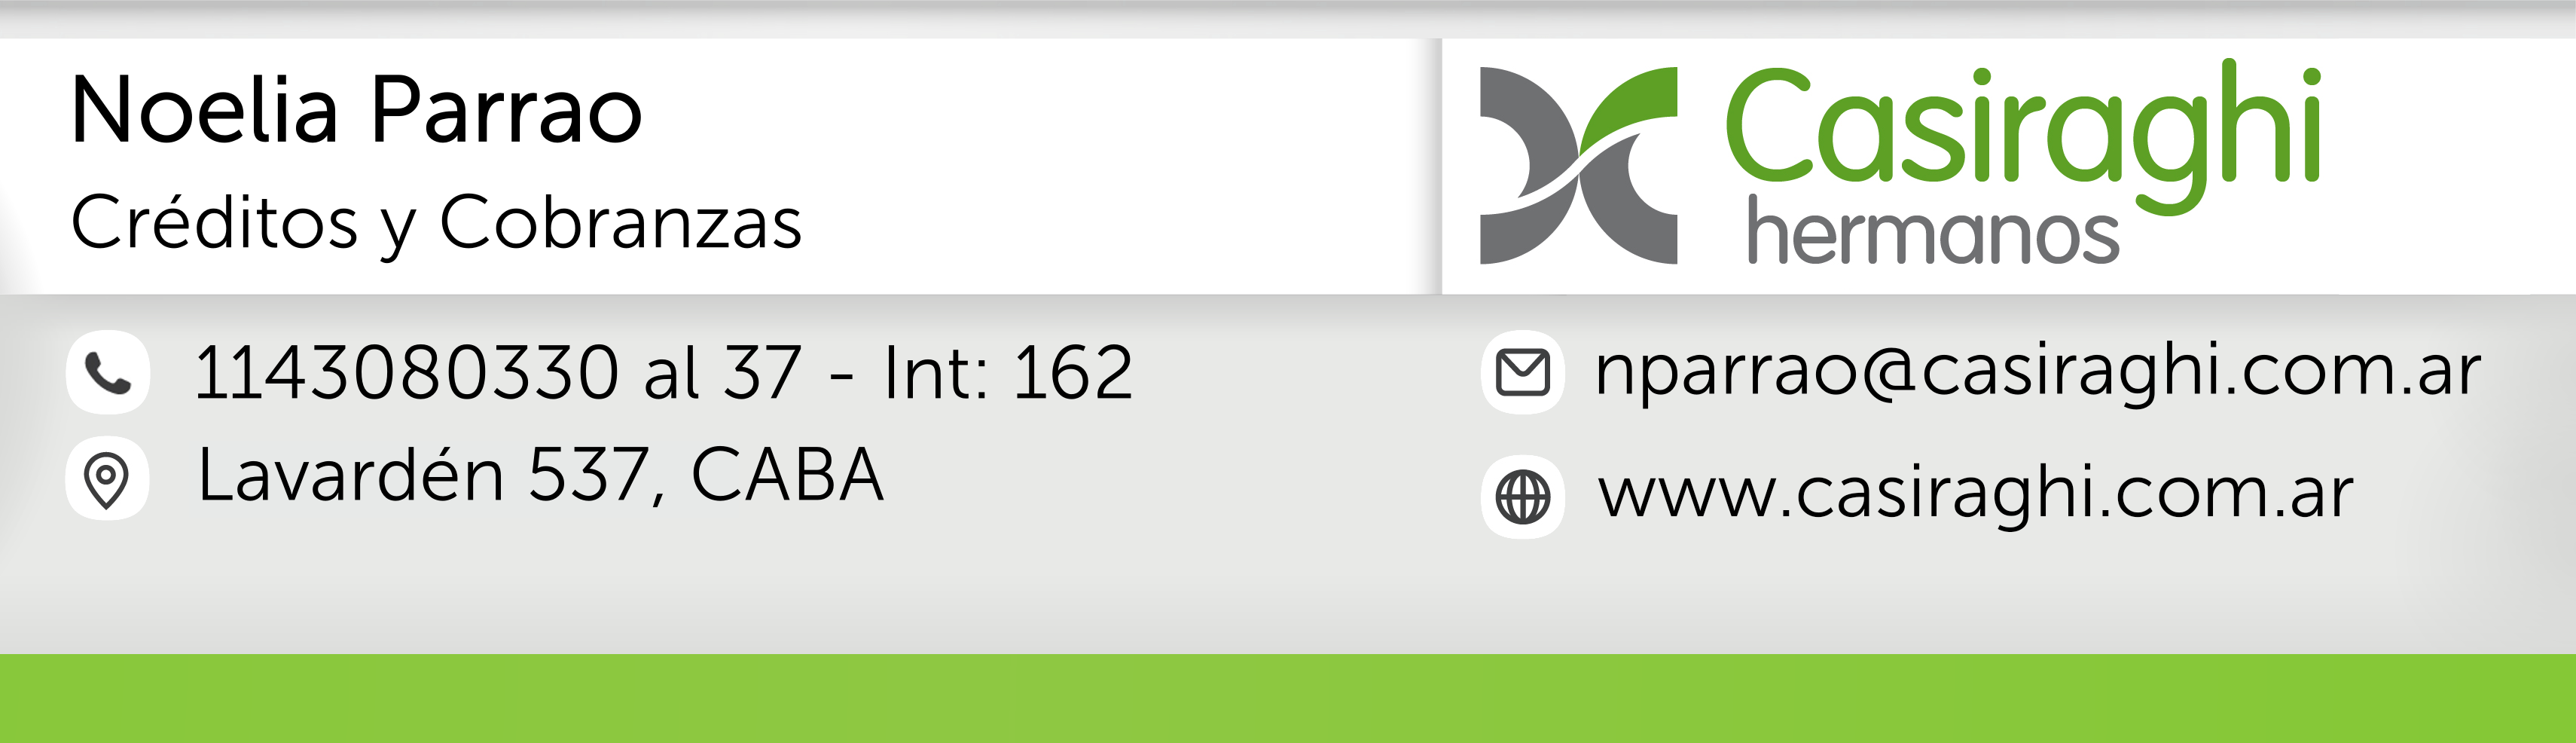 Noelia Parrao
Créditos y Cobranzas
Casiraghi
hermanos
1143080330 al 37 - Int: 162
Lavardén 537, CABA
nparrao@casiraghi.com.ar
www.casiraghi.com.ar